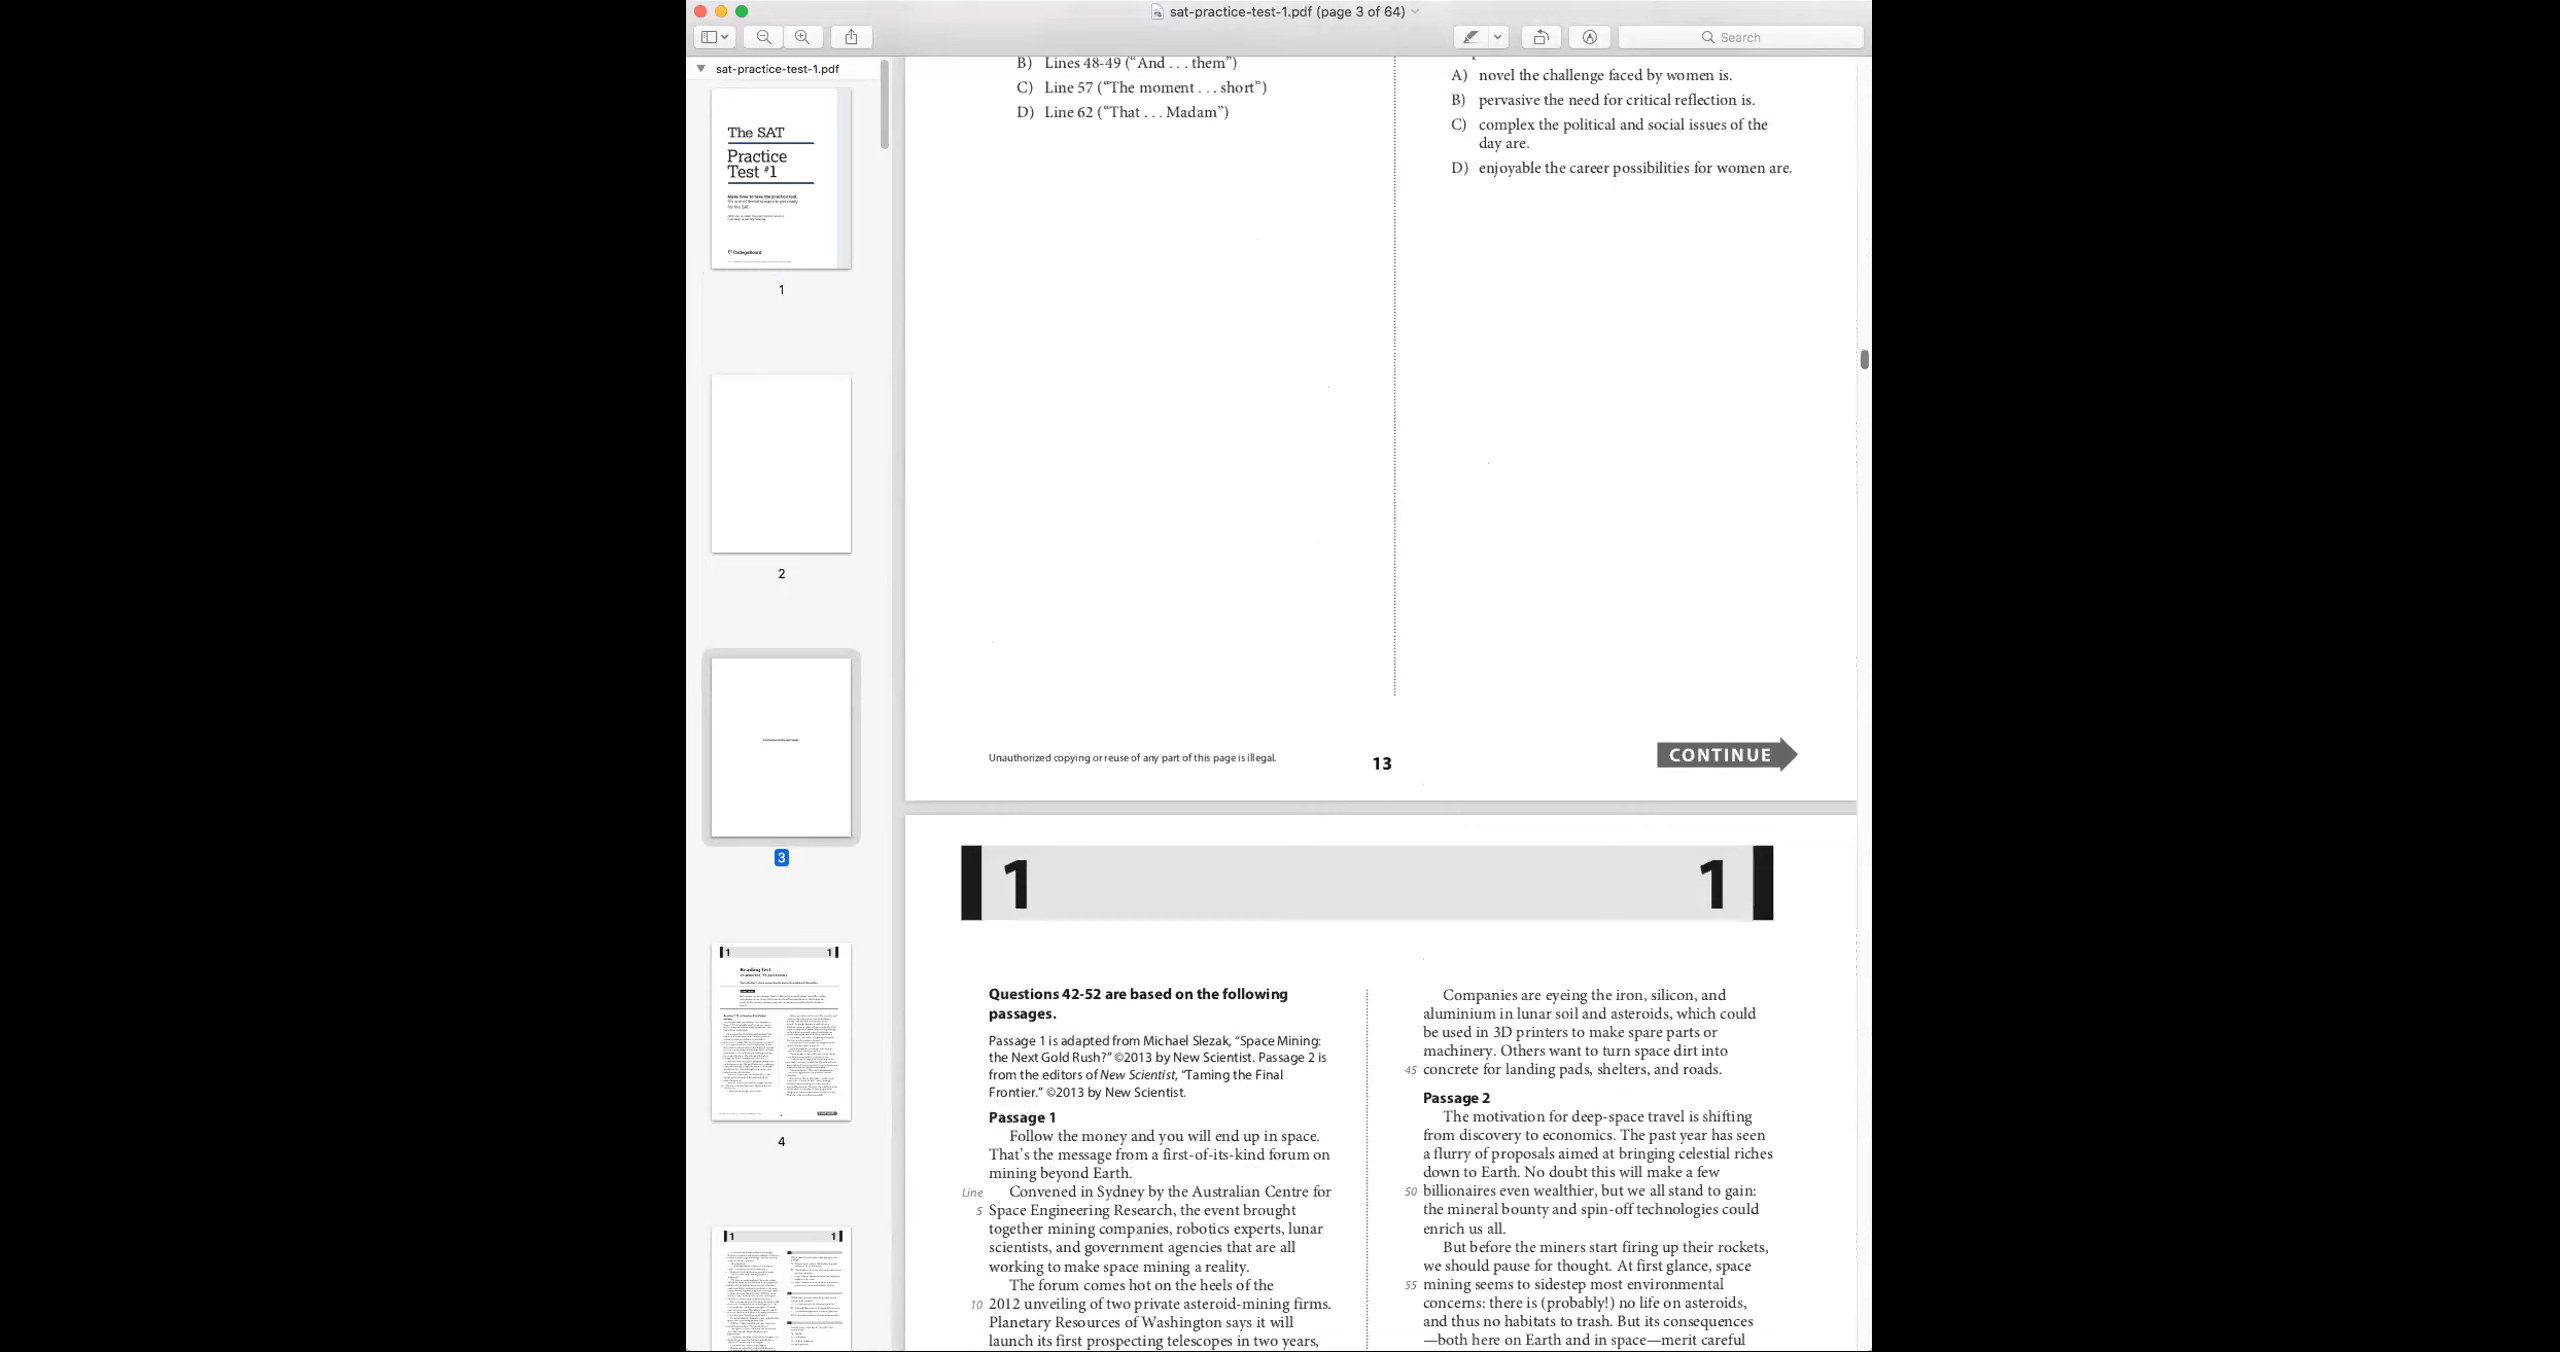 sat-practice-test-1.pdf (page 3 of 64)
Search
sat-practice-test-1.pdf
The SAT
Practice
Test #1
CollegeBoard
1
2
3
1 1
Reading Test
4
1 1
B) Lines 48-49 (“And . . . them”)
C) Line 57 (“The moment . . . short”)
D) Line 62 (“That . . . Madam”)
A) novel the challenge faced by women is.
B) pervasive the need for critical reflection is.
C) complex the political and social issues of the
day are.
D) enjoyable the career possibilities for women are.
Unauthorized copying or reuse of any part of this page is illegal.
13
CONTINUE
1 1
Questions 42-52 are based on the following
passages.
Passage 1 is adapted from Michael Slezak, “Space Mining:
the Next Gold Rush?” ©2013 by New Scientist. Passage 2 is
from the editors of New Scientist, “Taming the Final
Frontier.” ©2013 by New Scientist.
Passage 1
Follow the money and you will end up in space.
That’s the message from a first-of-its-kind forum on
mining beyond Earth.
Line Convened in Sydney by the Australian Centre for
5 Space Engineering Research, the event brought
together mining companies, robotics experts, lunar
scientists, and government agencies that are all
working to make space mining a reality.
The forum comes hot on the heels of the
10 2012 unveiling of two private asteroid-mining firms.
Planetary Resources of Washington says it will
launch its first prospecting telescopes in two years,
Companies are eyeing the iron, silicon, and
aluminium in lunar soil and asteroids, which could
be used in 3D printers to make spare parts or
machinery. Others want to turn space dirt into
45 concrete for landing pads, shelters, and roads.
Passage 2
The motivation for deep-space travel is shifting
from discovery to economics. The past year has seen
a flurry of proposals aimed at bringing celestial riches
down to Earth. No doubt this will make a few
50 billionaires even wealthier, but we all stand to gain:
the mineral bounty and spin-off technologies could
enrich us all.
But before the miners start firing up their rockets,
we should pause for thought. At first glance, space
55 mining seems to sidestep most environmental
concerns: there is (probably!) no life on asteroids,
and thus no habitats to trash. But its consequences
—both here on Earth and in space—merit careful